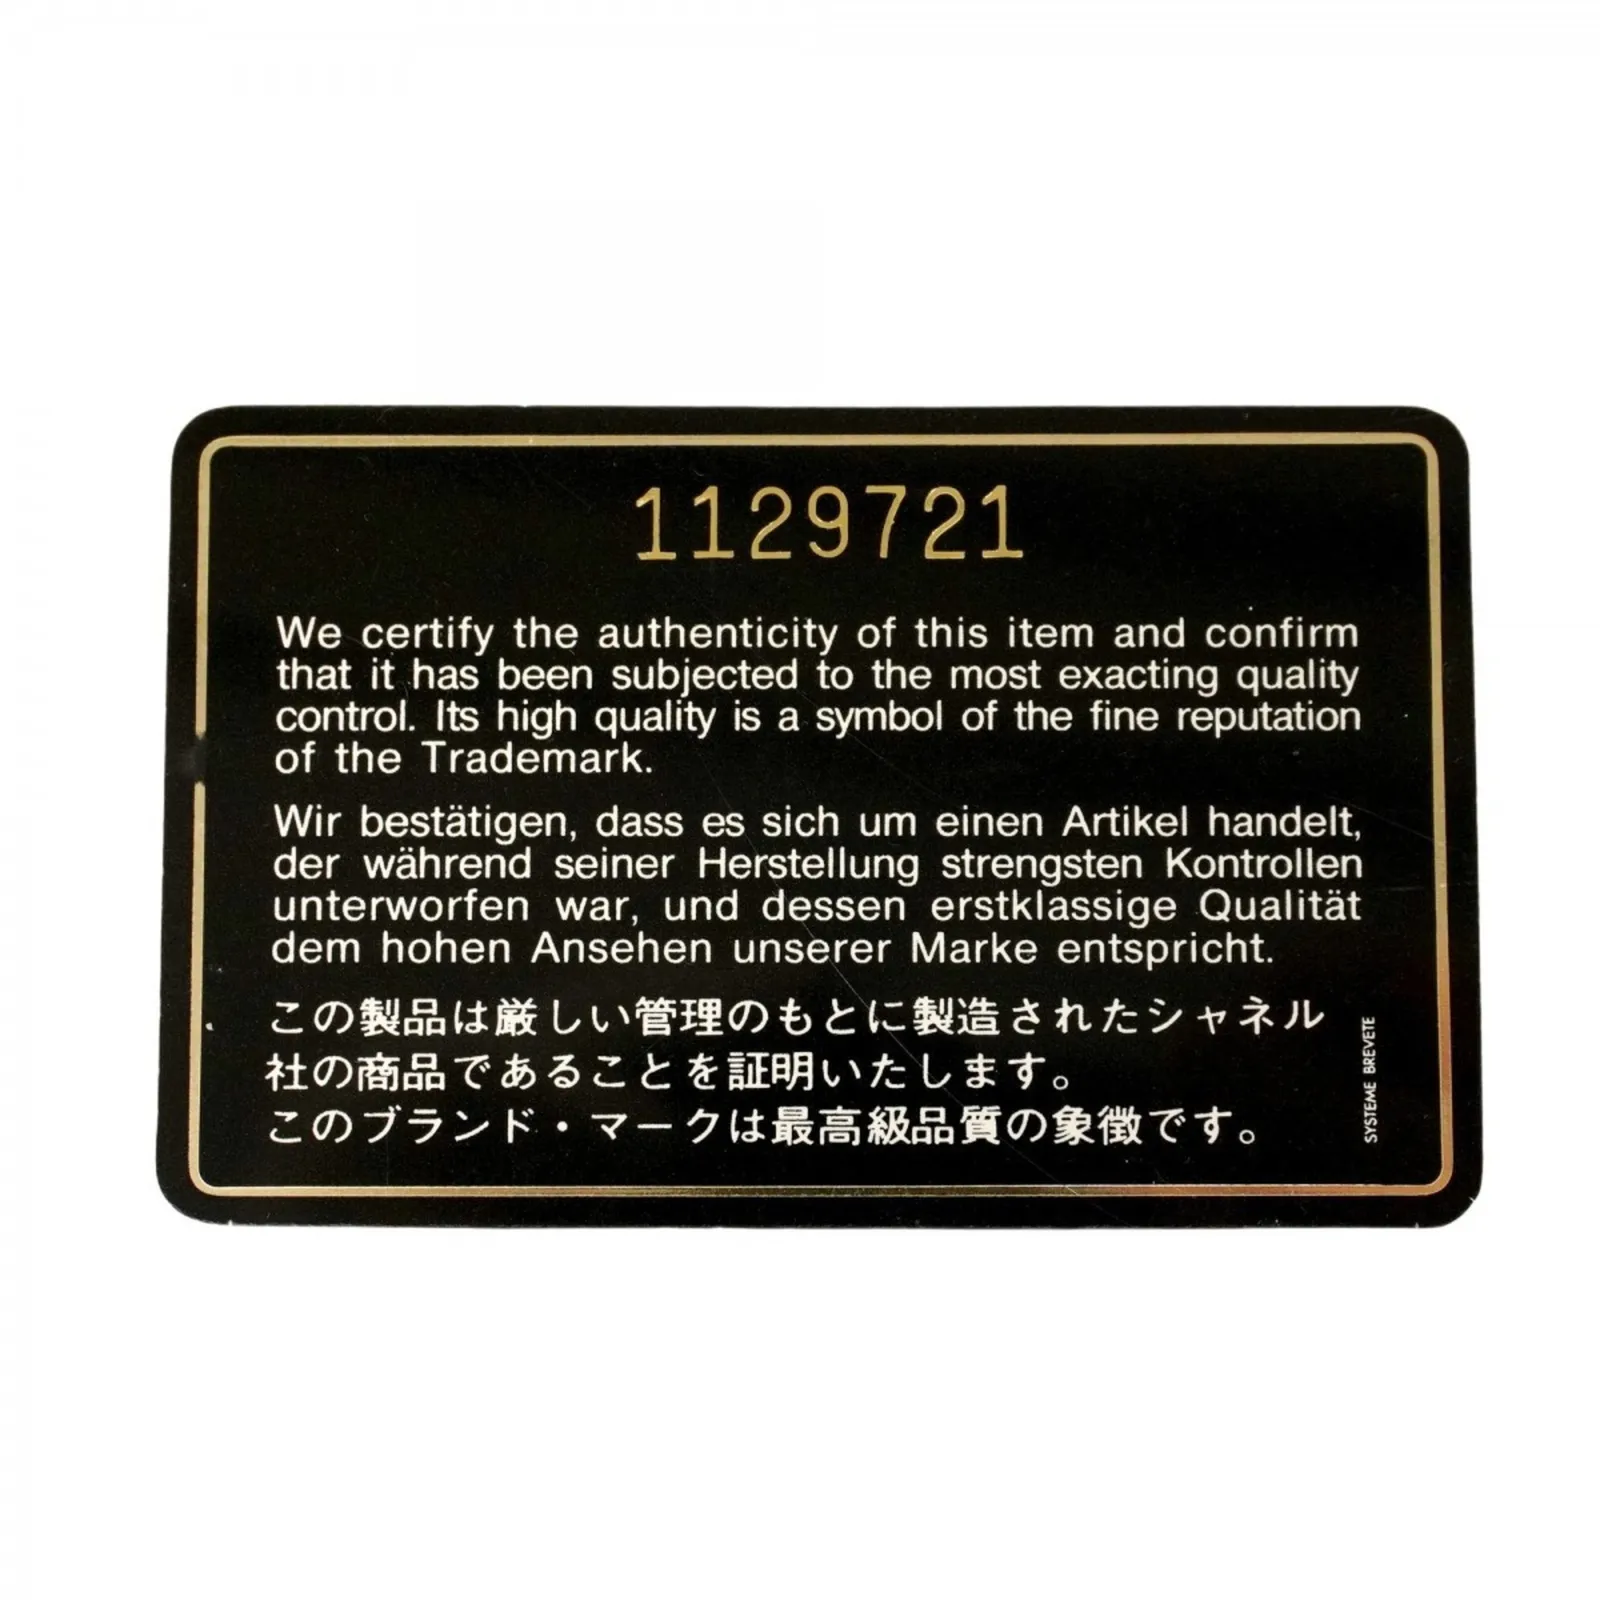 1129721
We certify the authenticity of this item and confirm
that it has been subjected to the most exacting quality
control. Its high quality is a symbol of the fine reputation
of the Trademark.
Wir bestätigen, dass es sich um einen Artikel handelt,
der während seiner Herstellung strengsten Kontrollen
unterworfen war, und dessen erstklassige Qualität
dem hohen Ansehen unserer Marke entspricht.
この製品は厳しい管理のもとに製造されたシャネル
社の商品であることを証明いたします。
このブランド・マークは最高級品質の象徴です。
SYSTEME BREVETE